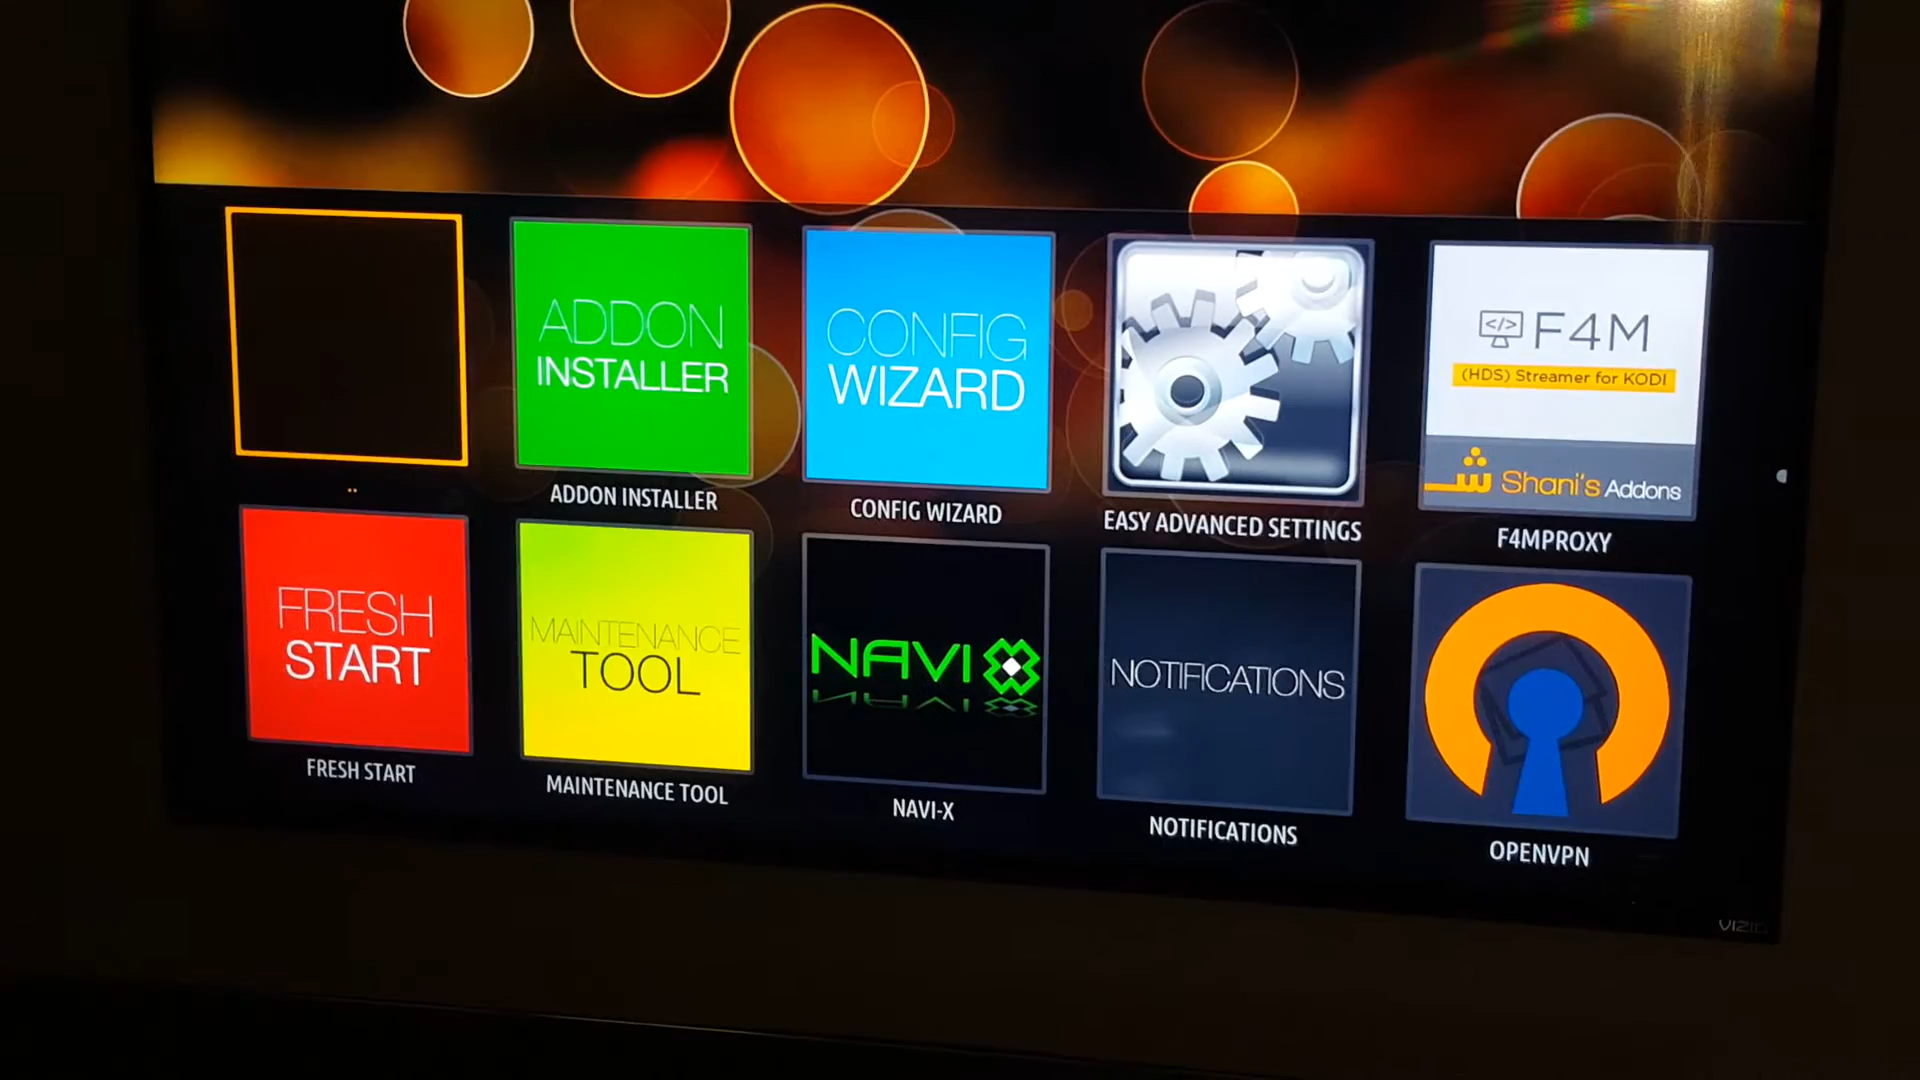 ADDON
INSTALLER
CONFIG
WIZARD
F4M
(HDS) Streamer for KODI
Shani's Addons
..
ADDON INSTALLER
CONFIG WIZARD
EASY ADVANCED SETTINGS
F4MPROXY
FRESH
START
MAINTENANCE
TOOL
NAVI
NOTIFICATIONS
FRESH START
MAINTENANCE TOOL
NAVI-X
NOTIFICATIONS
OPENVPN
VIZIO